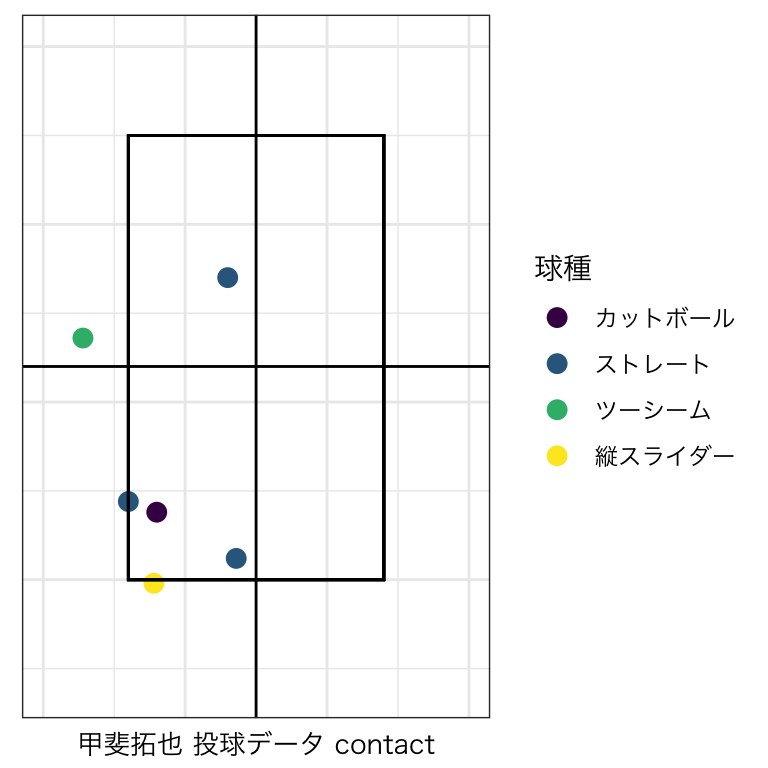 球種
カットボール
ストレート
ツーシーム
縦スライダー
甲斐拓也 投球データ contact